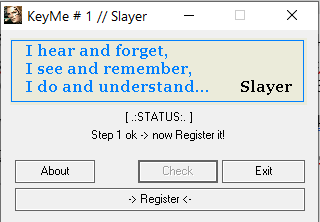 KeyMe # 1 // Slayer
I hear and forget,
I see and remember,
I do and understand... Slayer
[ .:STATUS:. ]
Step 1 ok -> now Register it!
About Check Exit
-> Register <-